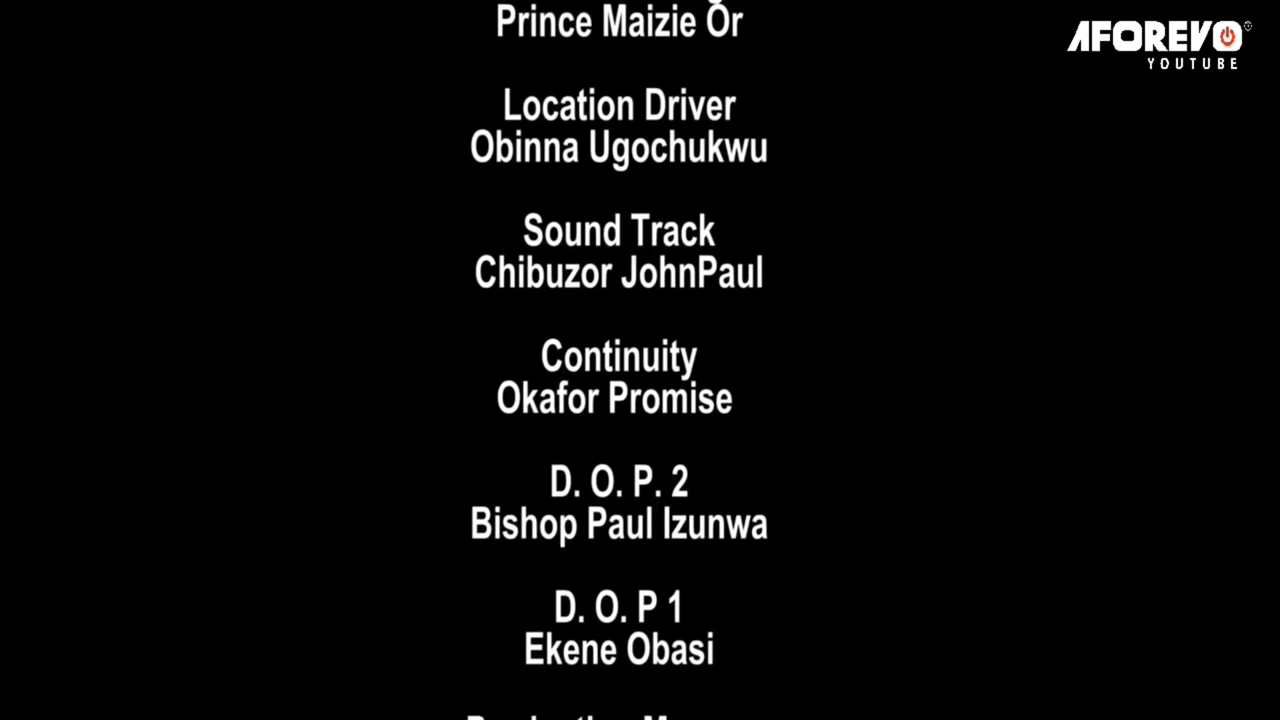 Prince Maizie Or
AFOREVO
YOUTUBE
Location Driver
Obinna Ugochukwu
Sound Track
Chibuzor JohnPaul
Continuity
Okafor Promise
D. O. P. 2
Bishop Paul Izunwa
D. O. P 1
Ekene Obasi